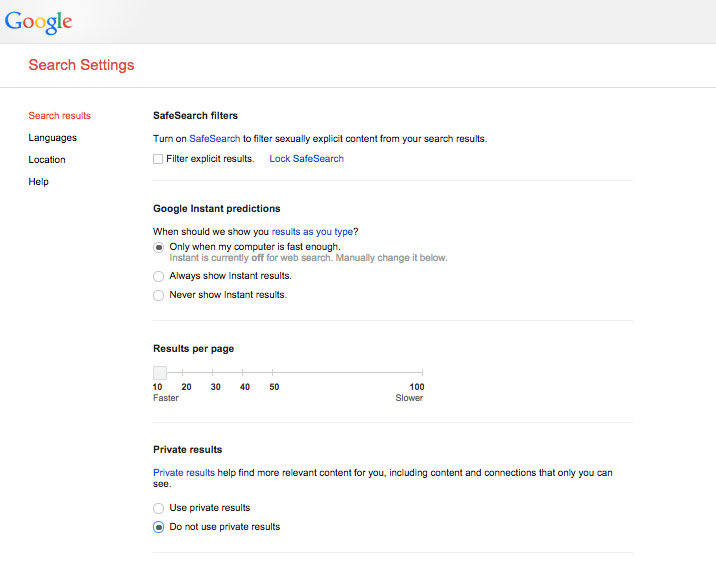 Google
Search Settings
Search results
Languages
Location
Help
SafeSearch filters
Turn on SafeSearch to filter sexually explicit content from your search results.
Filter explicit results. Lock SafeSearch
Google Instant predictions
When should we show you results as you type?
Only when my computer is fast enough.
Instant is currently off for web search. Manually change it below.
Always show Instant results.
Never show Instant results.
Results per page
10 20 30 40 50 100
Faster Slower
Private results
Private results help find more relevant content for you, including content and connections that only you can
see.
Use private results
Do not use private results